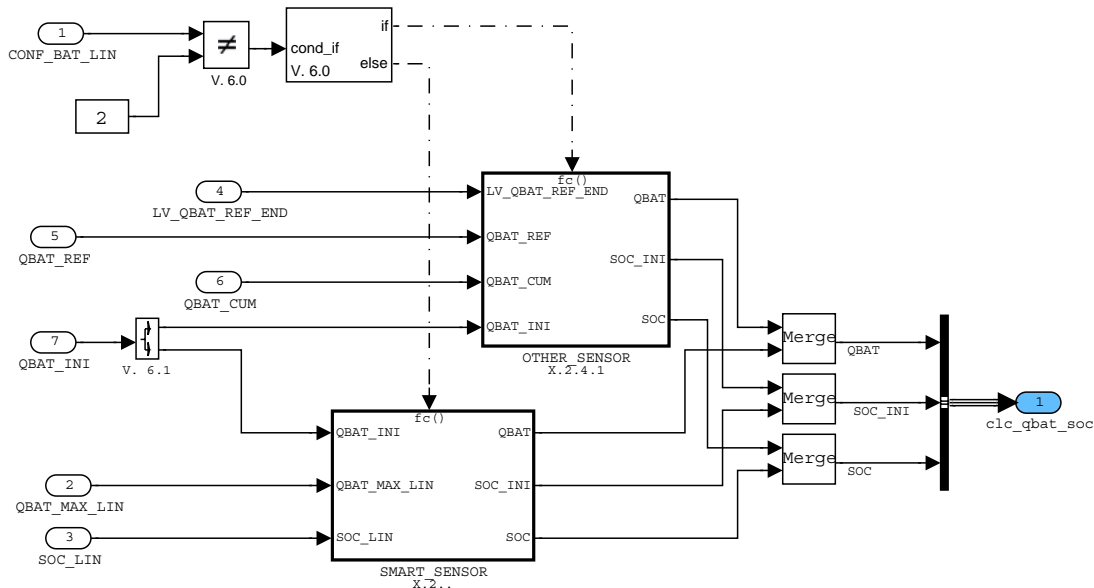 1
CONF_BAT_LIN
≠
V. 6.0
cond_if
V. 6.0
if
else
2
4
LV_QBAT_REF_END
5
QBAT_REF
6
QBAT_CUM
7
QBAT_INI
V. 6.1
fc()
LV_QBAT_REF_END
QBAT_REF
QBAT_CUM
QBAT_INI
QBAT
SOC_INI
SOC
OTHER_SENSOR
X.2.4.1
fc()
QBAT_INI
QBAT_MAX_LIN
SOC_LIN
QBAT
SOC_INI
SOC
SMART_SENSOR
X.2..
2
QBAT_MAX_LIN
3
SOC_LIN
Merge
QBAT
Merge
SOC_INI
Merge
SOC
1
clc_qbat_soc